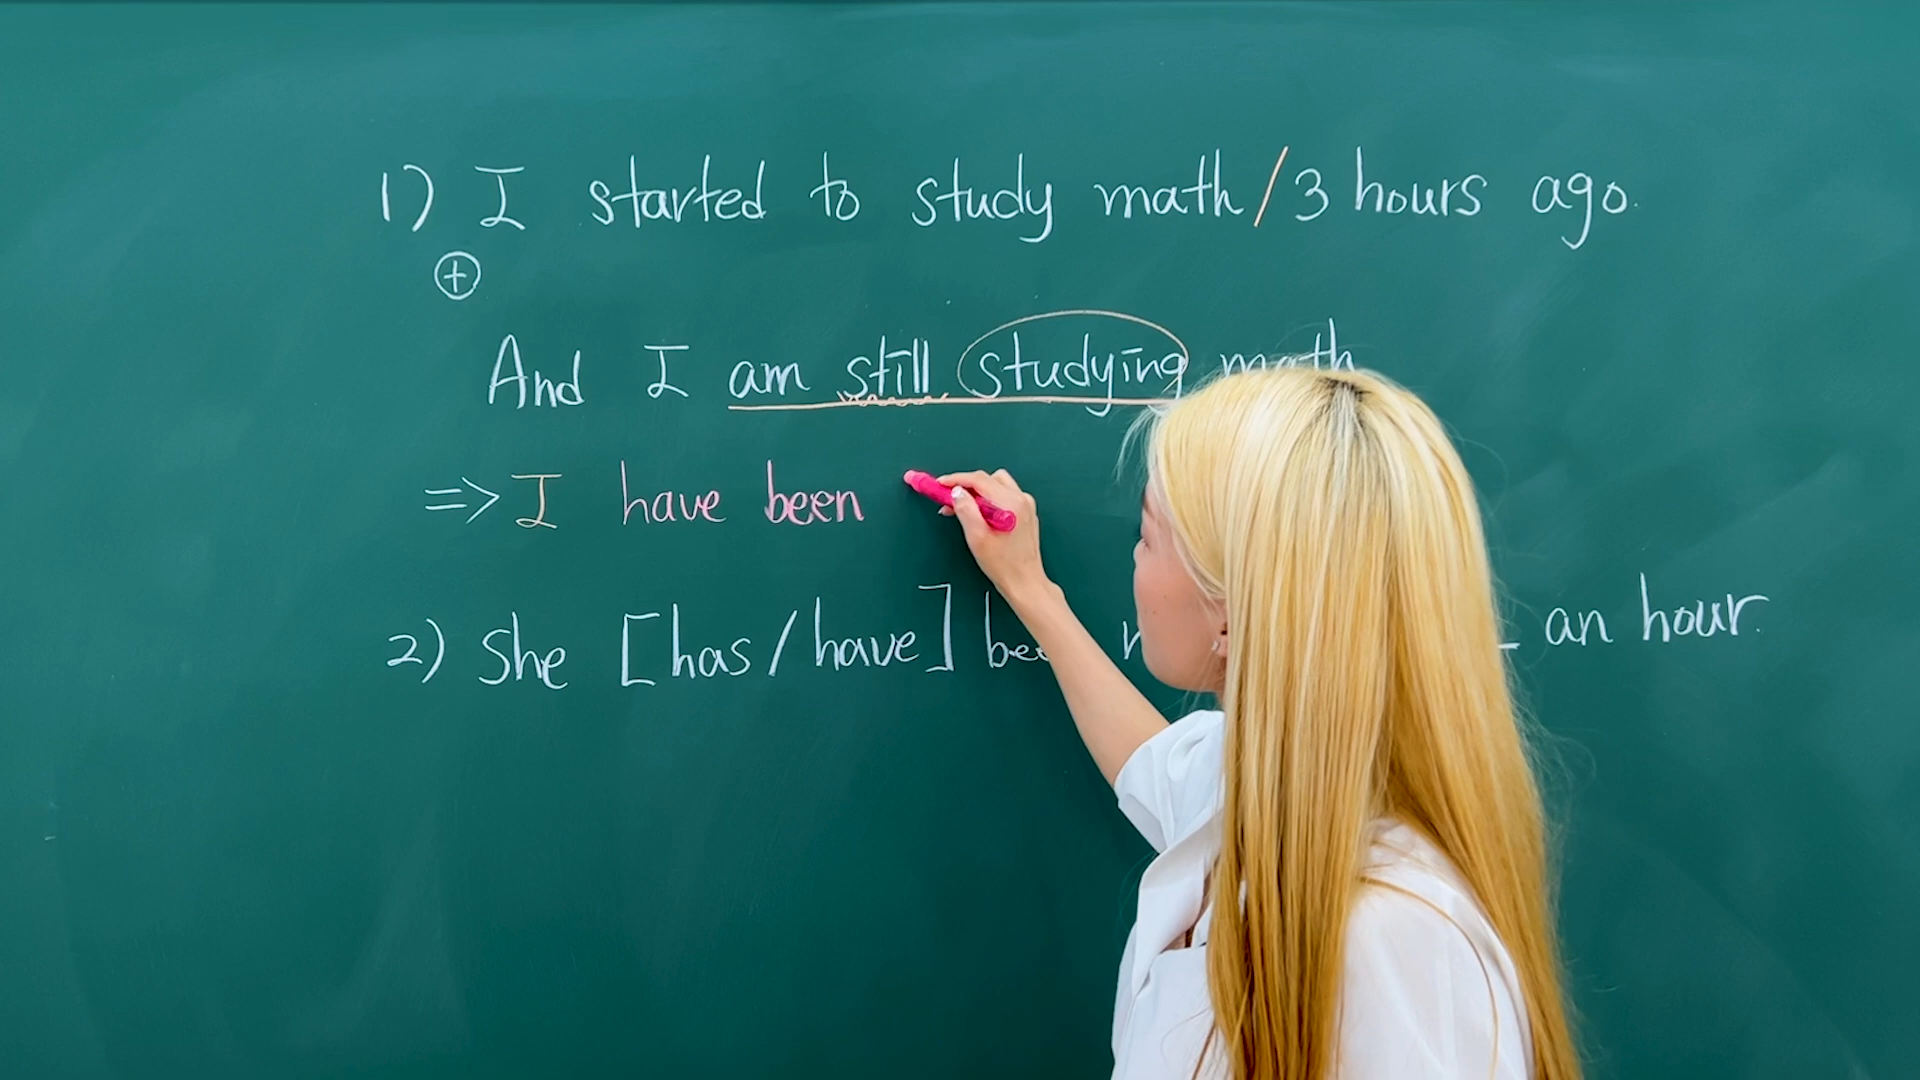 1) I started to study math / 3 hours ago.
⊕
And I am still studying math
=> I have been
2) She [has / have] an hour.